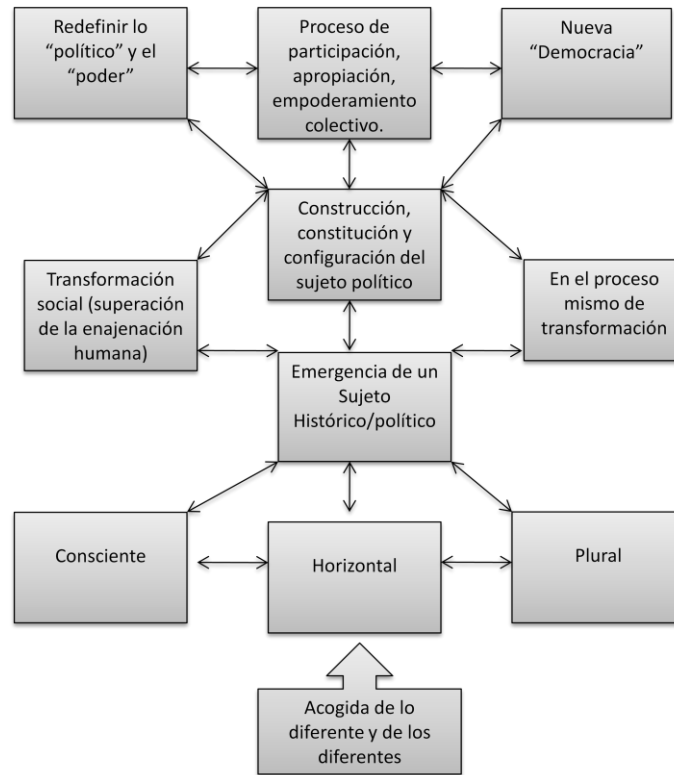 Redefinir lo
“político” y el
“poder”
Proceso de
participación,
apropiación,
empoderamiento
colectivo.
Nueva
“Democracia”
Construcción,
constitución y
configuración del
sujeto político
Transformación
social (superación
de la enajenación
humana)
En el proceso
mismo de
transformación
Emergencia de un
Sujeto
Histórico/político
Consciente
Horizontal
Plural
Acogida de lo
diferente y de los
diferentes